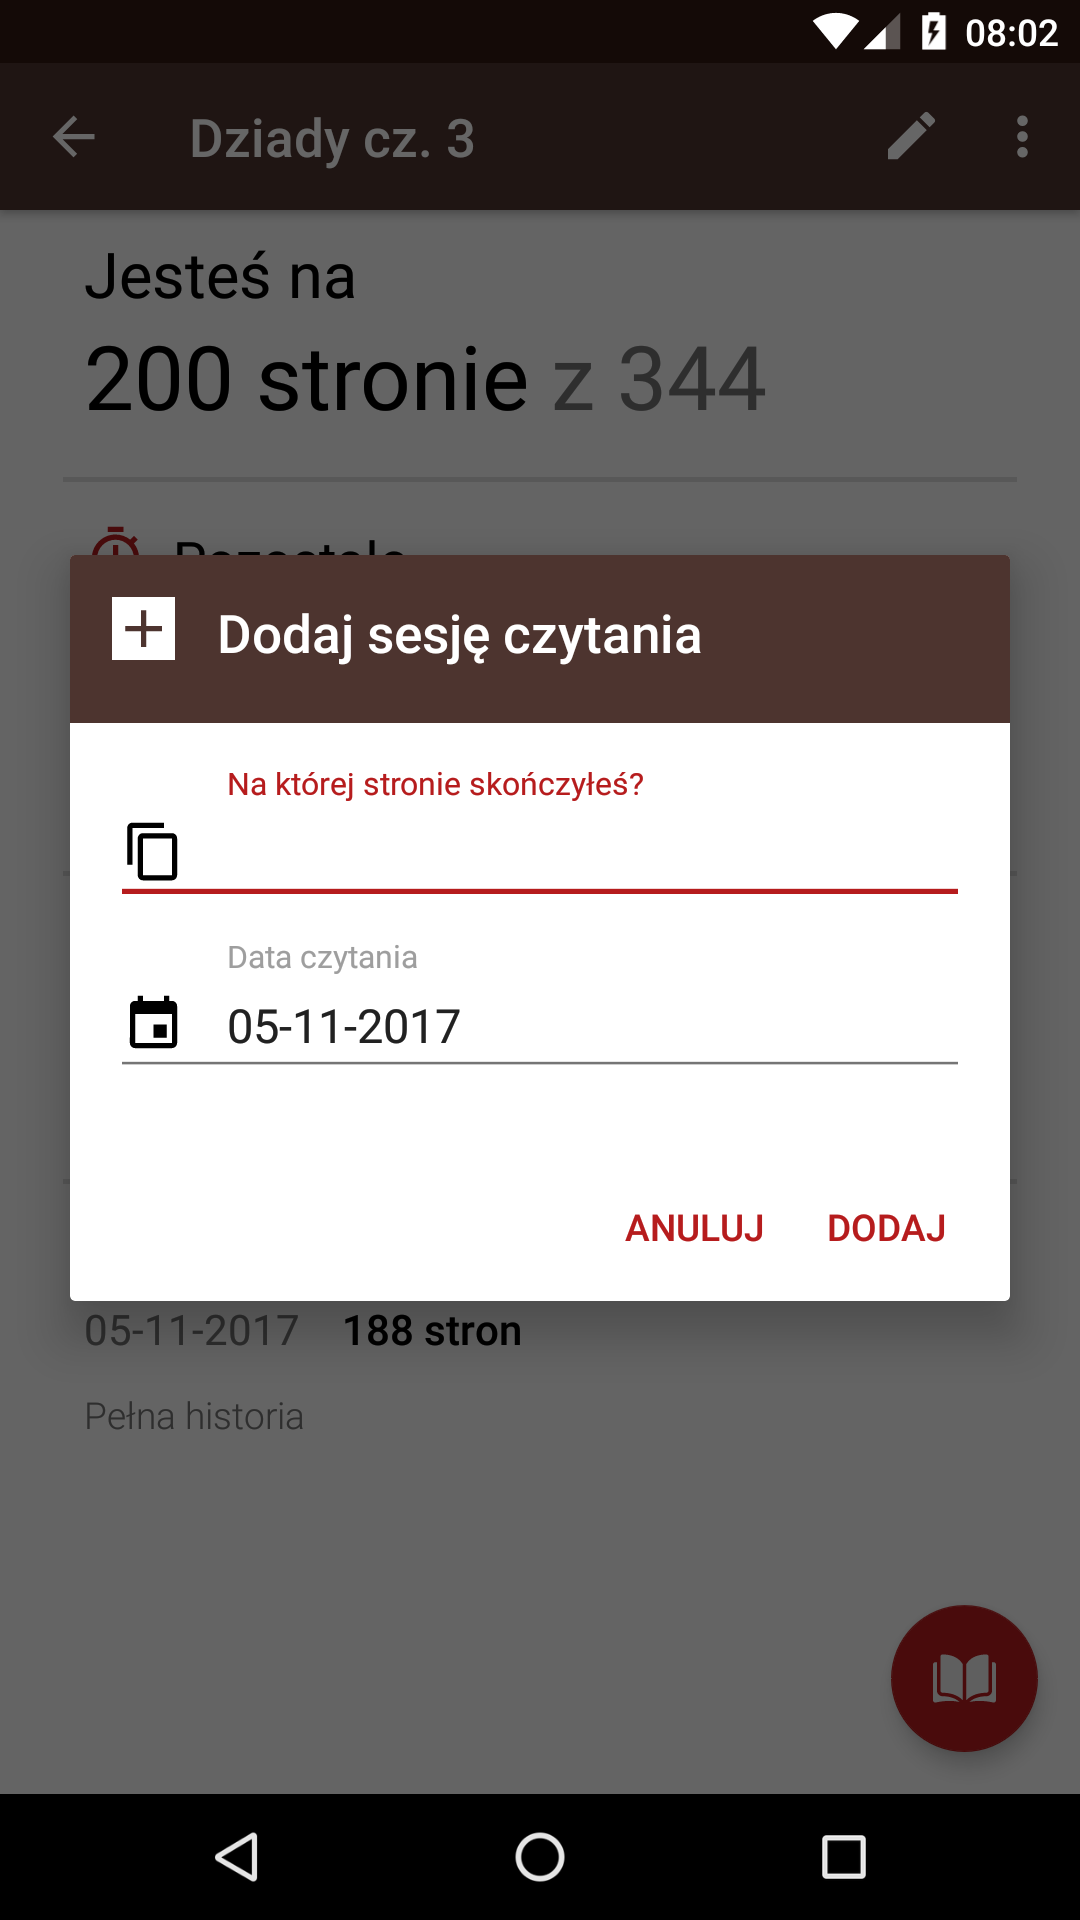 08:02
Dziady cz. 3
Jesteś na
200 stronie z 344
Dodaj sesję czytania
Na której stronie skończyłeś?
Data czytania
05-11-2017
ANULUJ DODAJ
05-11-2017 188 stron
Pełna historia